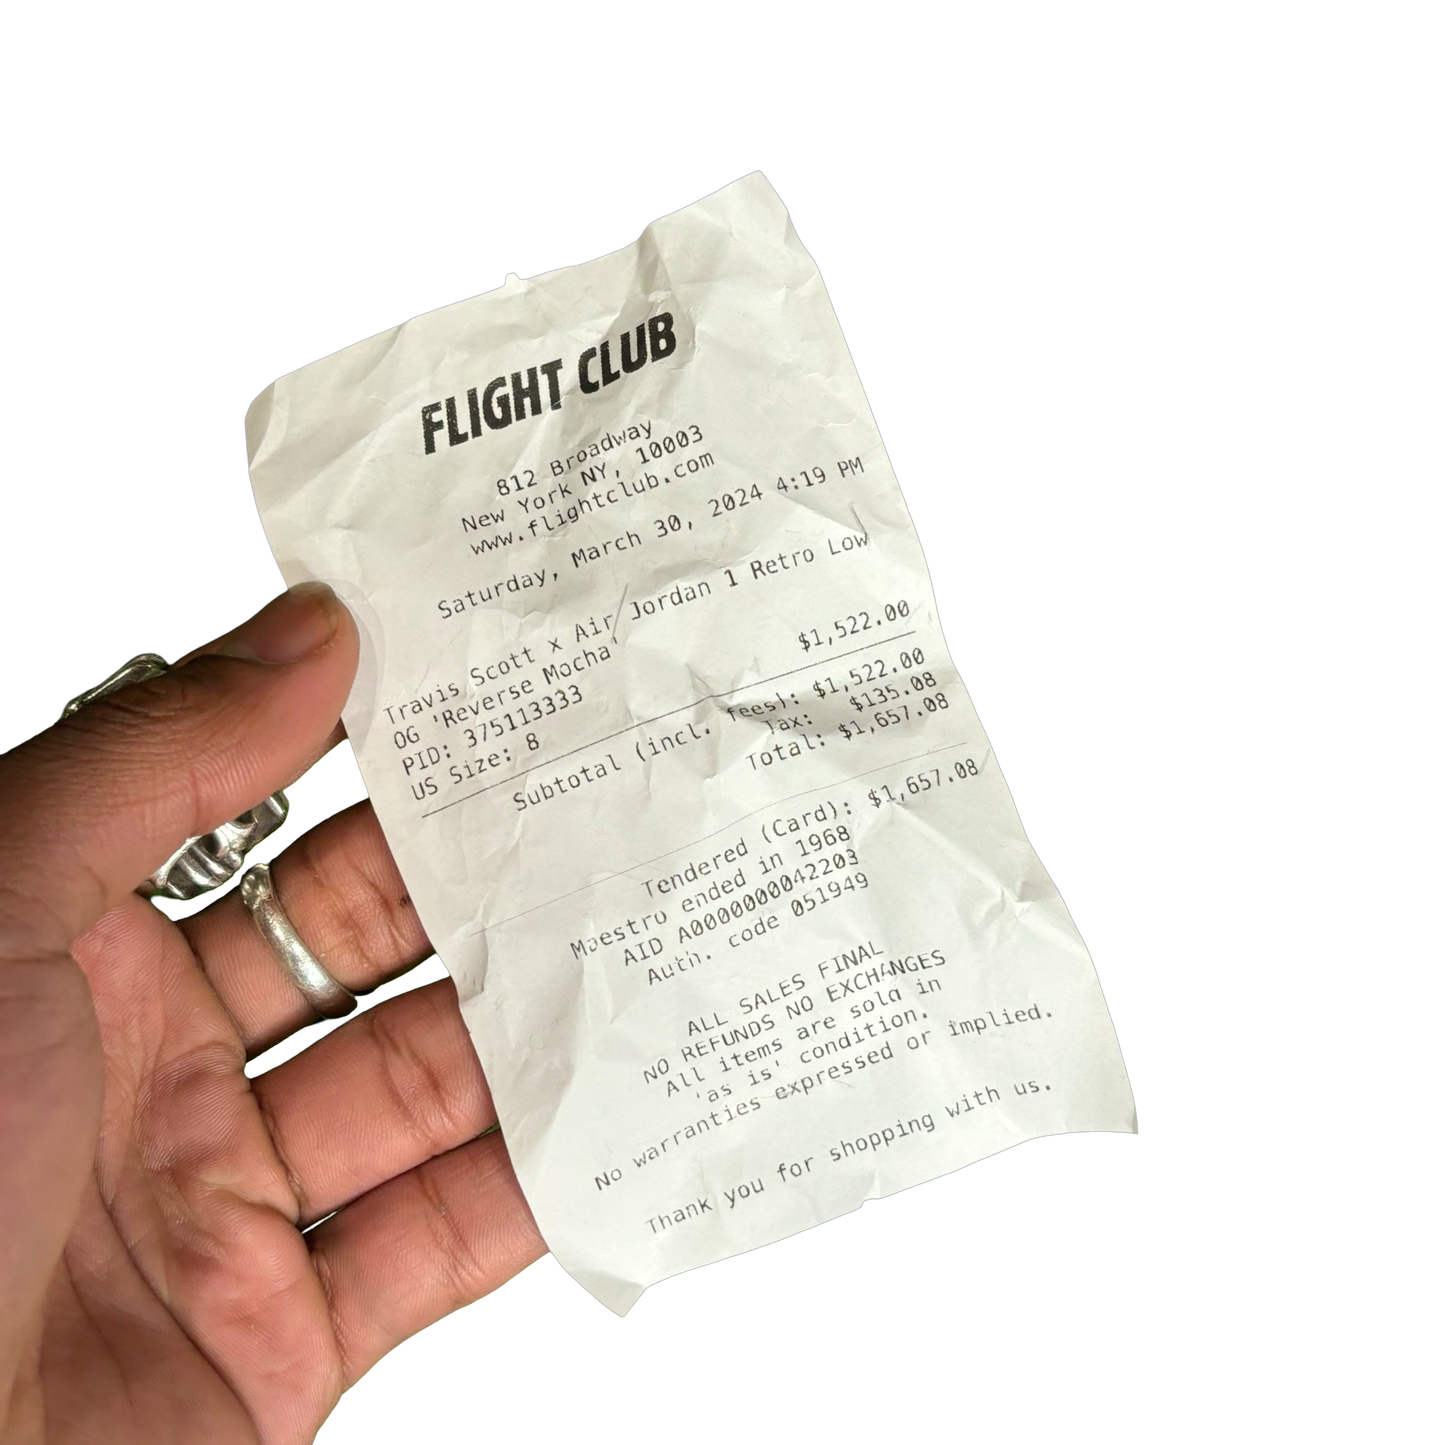 FLIGHT CLUB
812 Broadway
New York NY, 10003
www.flightclub.com
Saturday, March 30, 2024 4:19 PM
Travis Scott x Air Jordan 1 Retro Low
OG 'Reverse Mocha'
PID: 375113333
US Size: 8
$1,522.00
Subtotal (incl. fees): $1,522.00
Tax: $135.08
Total: $1,657.08
Tendered (Card): $1,657.08
Maestro ended in 1968
AID A0000000042203
Auth. code 051949
ALL SALES FINAL
NO REFUNDS NO EXCHANGES
All items are sold in
'as is' condition.
No warranties expressed or implied.
Thank you for shopping with us.